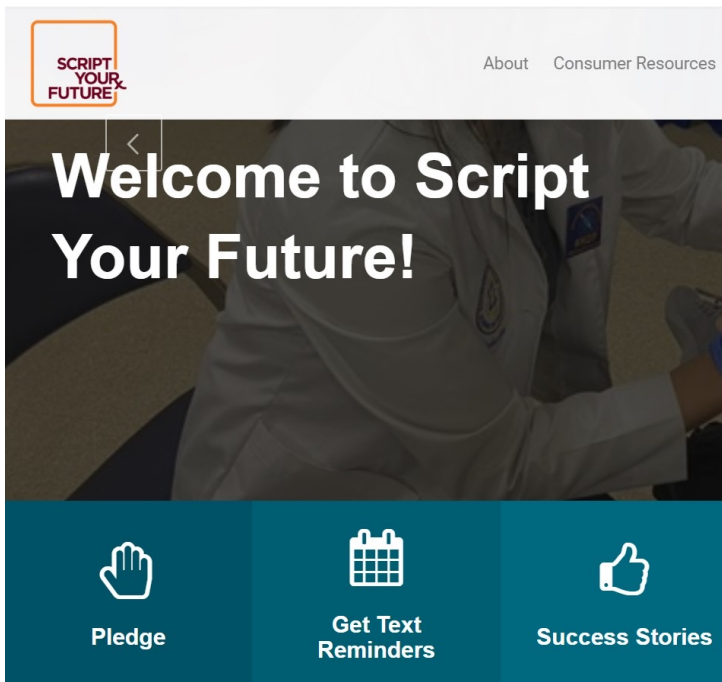 SCRIPT
YOUR
FUTURE
About Consumer Resources
Welcome to Script
Your Future!
Pledge
Get Text
Reminders
Success Stories